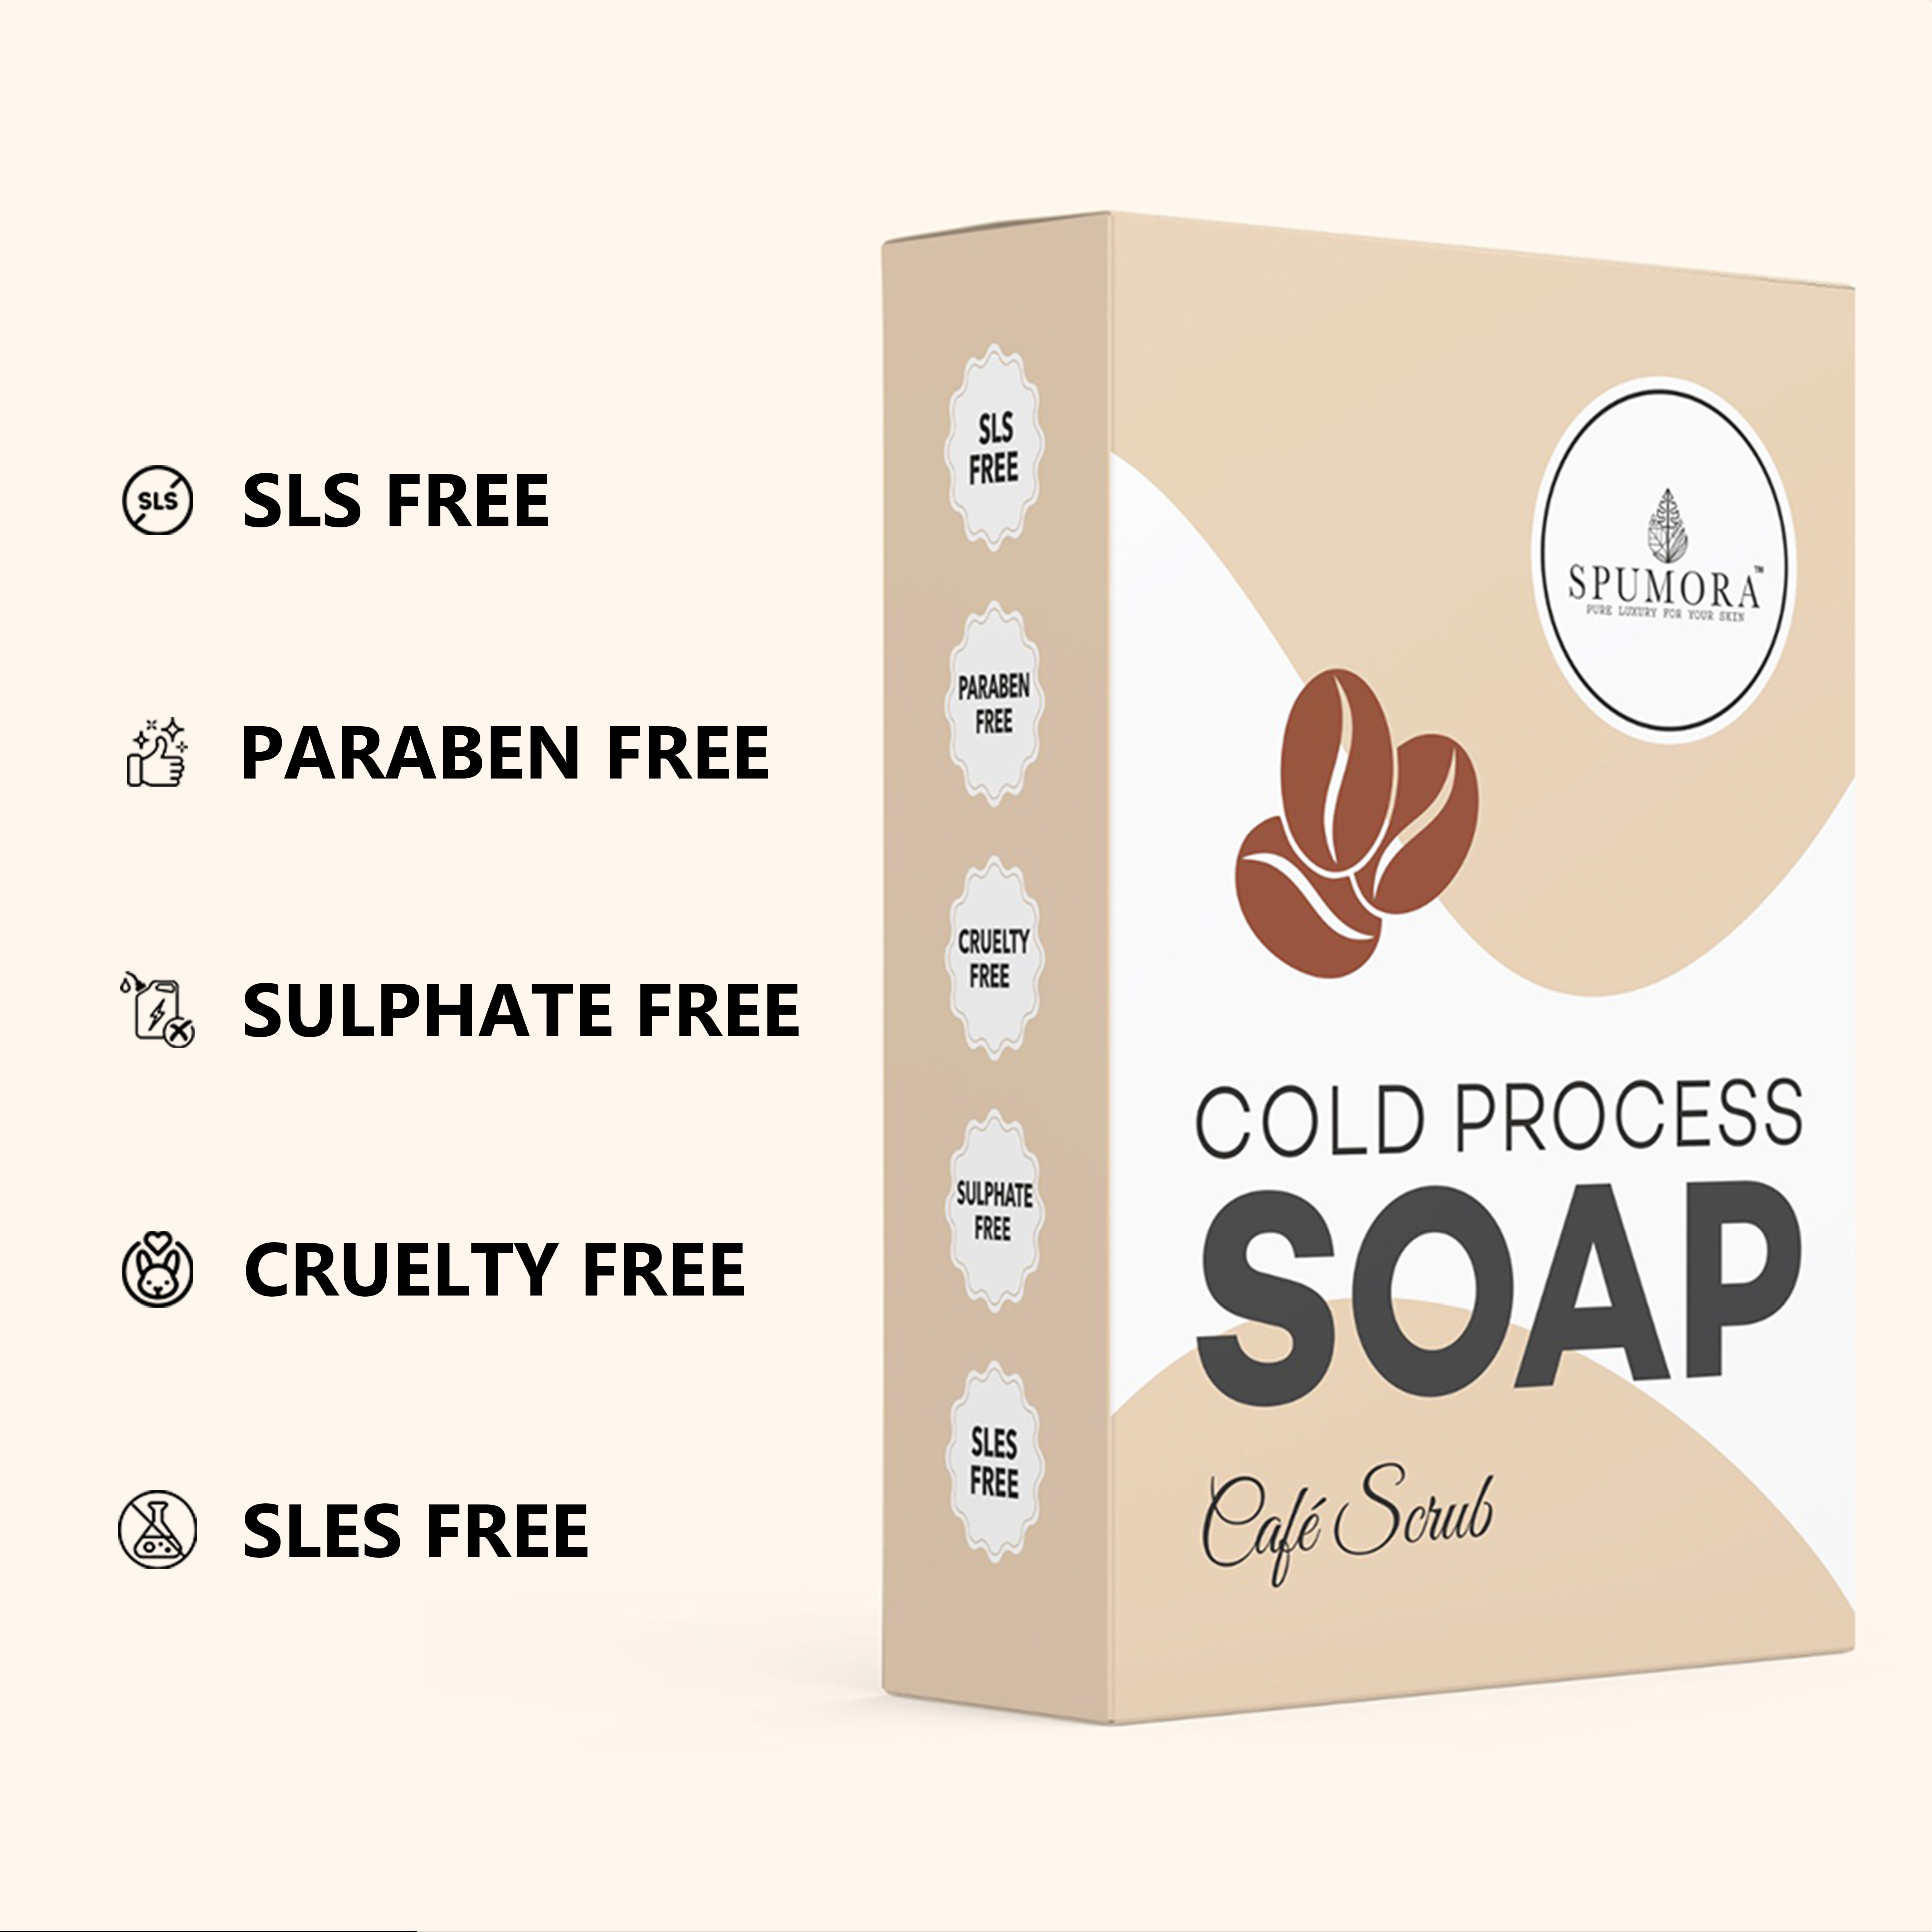 SLS
SLS FREE
PARABEN FREE
SULPHATE FREE
CRUELTY FREE
SLES FREE
SLS
FREE
PARABEN
FREE
CRUELTY
FREE
SULPHATE
FREE
SLES
FREE
SPUMORA™
PURE LUXURY FOR YOUR SKIN
COLD PROCESS
SOAP
Café Scrub